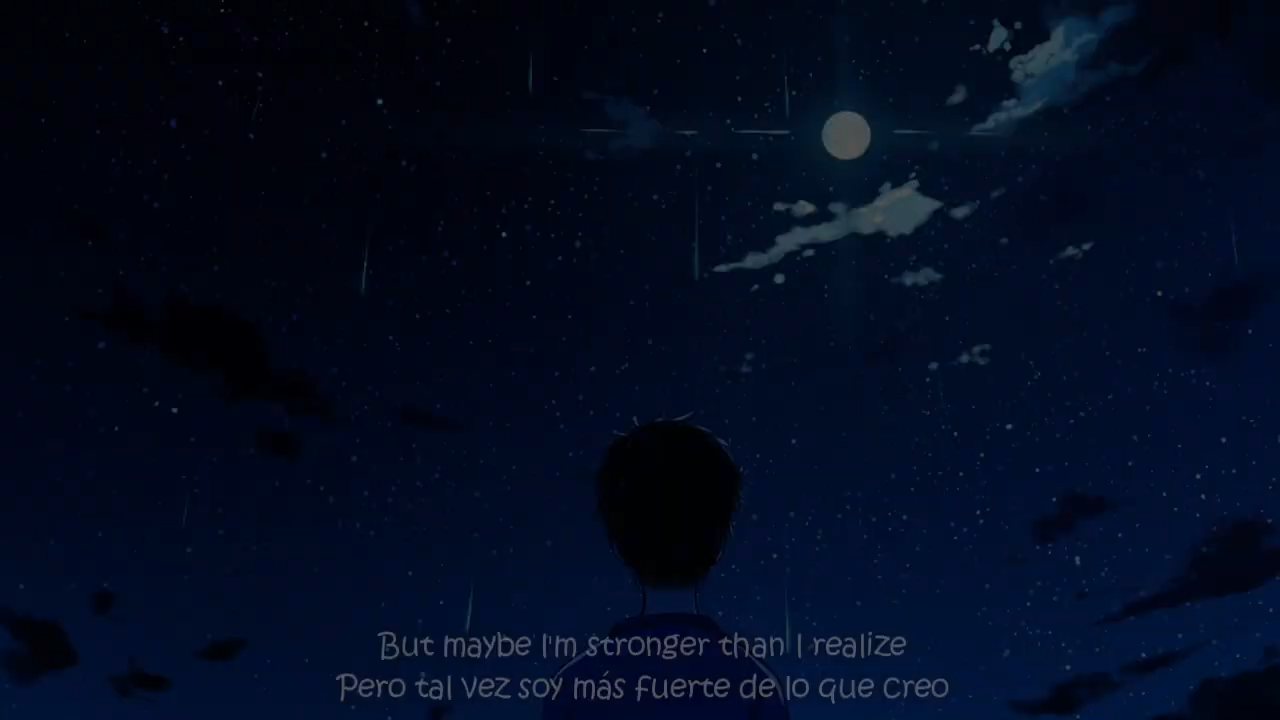 But maybe I'm stronger than I realize
Pero tal vez soy más fuerte de lo que creo